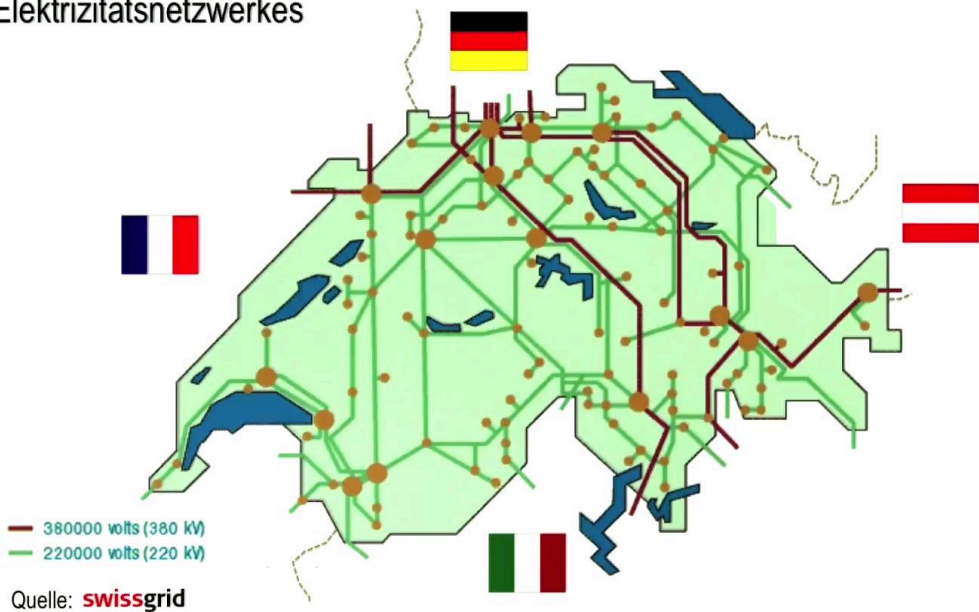 Elektrizitätsnetzwerkes
380000 volts (380 kV)
220000 volts (220 kV)
Quelle: swissgrid